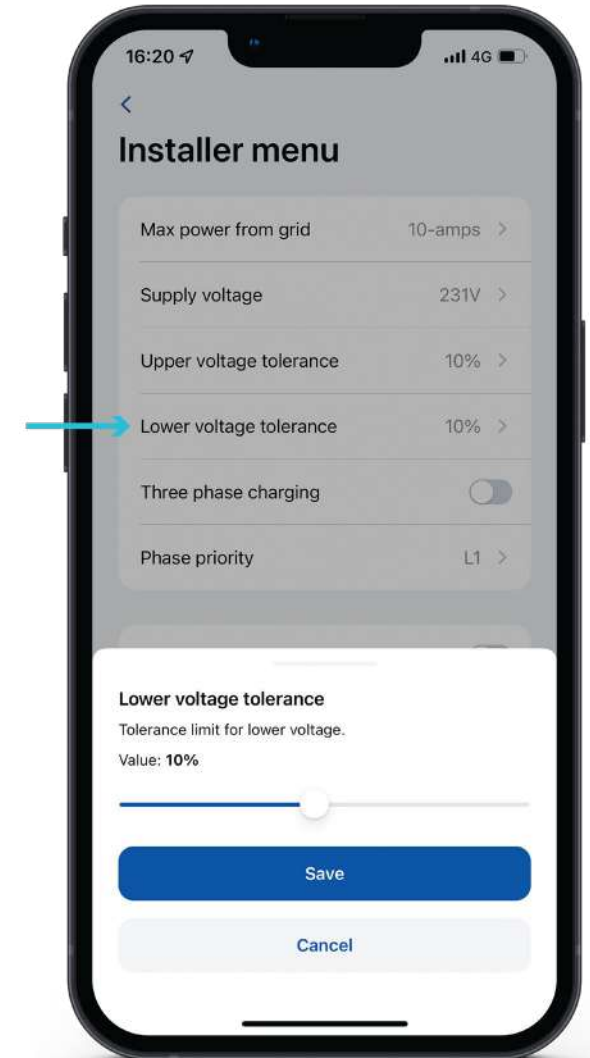 16:20 4G
Installer menu
Max power from grid 10-amps
Supply voltage 231V
Upper voltage tolerance 10%
Lower voltage tolerance 10%
Three phase charging
Phase priority L1
Lower voltage tolerance
Tolerance limit for lower voltage.
Value: 10%
Save
Cancel